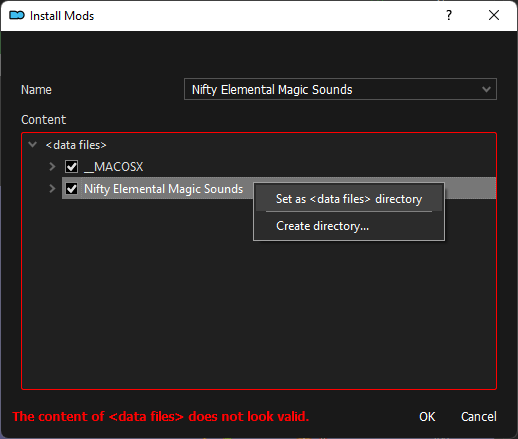 Install Mods
?
Name
Nifty Elemental Magic Sounds
Content
<data files>
__MACOSX
Nifty Elemental Magic Sounds
Set as <data files> directory
Create directory...
The content of <data files> does not look valid.
OK
Cancel